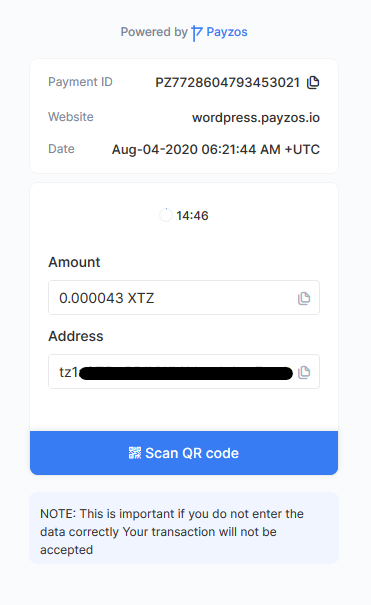 Powered by Payzos
Payment ID PZ7728604793453021
Website wordpress.payzos.io
Date Aug-04-2020 06:21:44 AM +UTC
14:46
Amount
0.000043 XTZ
Address
tz1
Scan QR code
NOTE: This is important if you do not enter the
data correctly Your transaction will not be
accepted